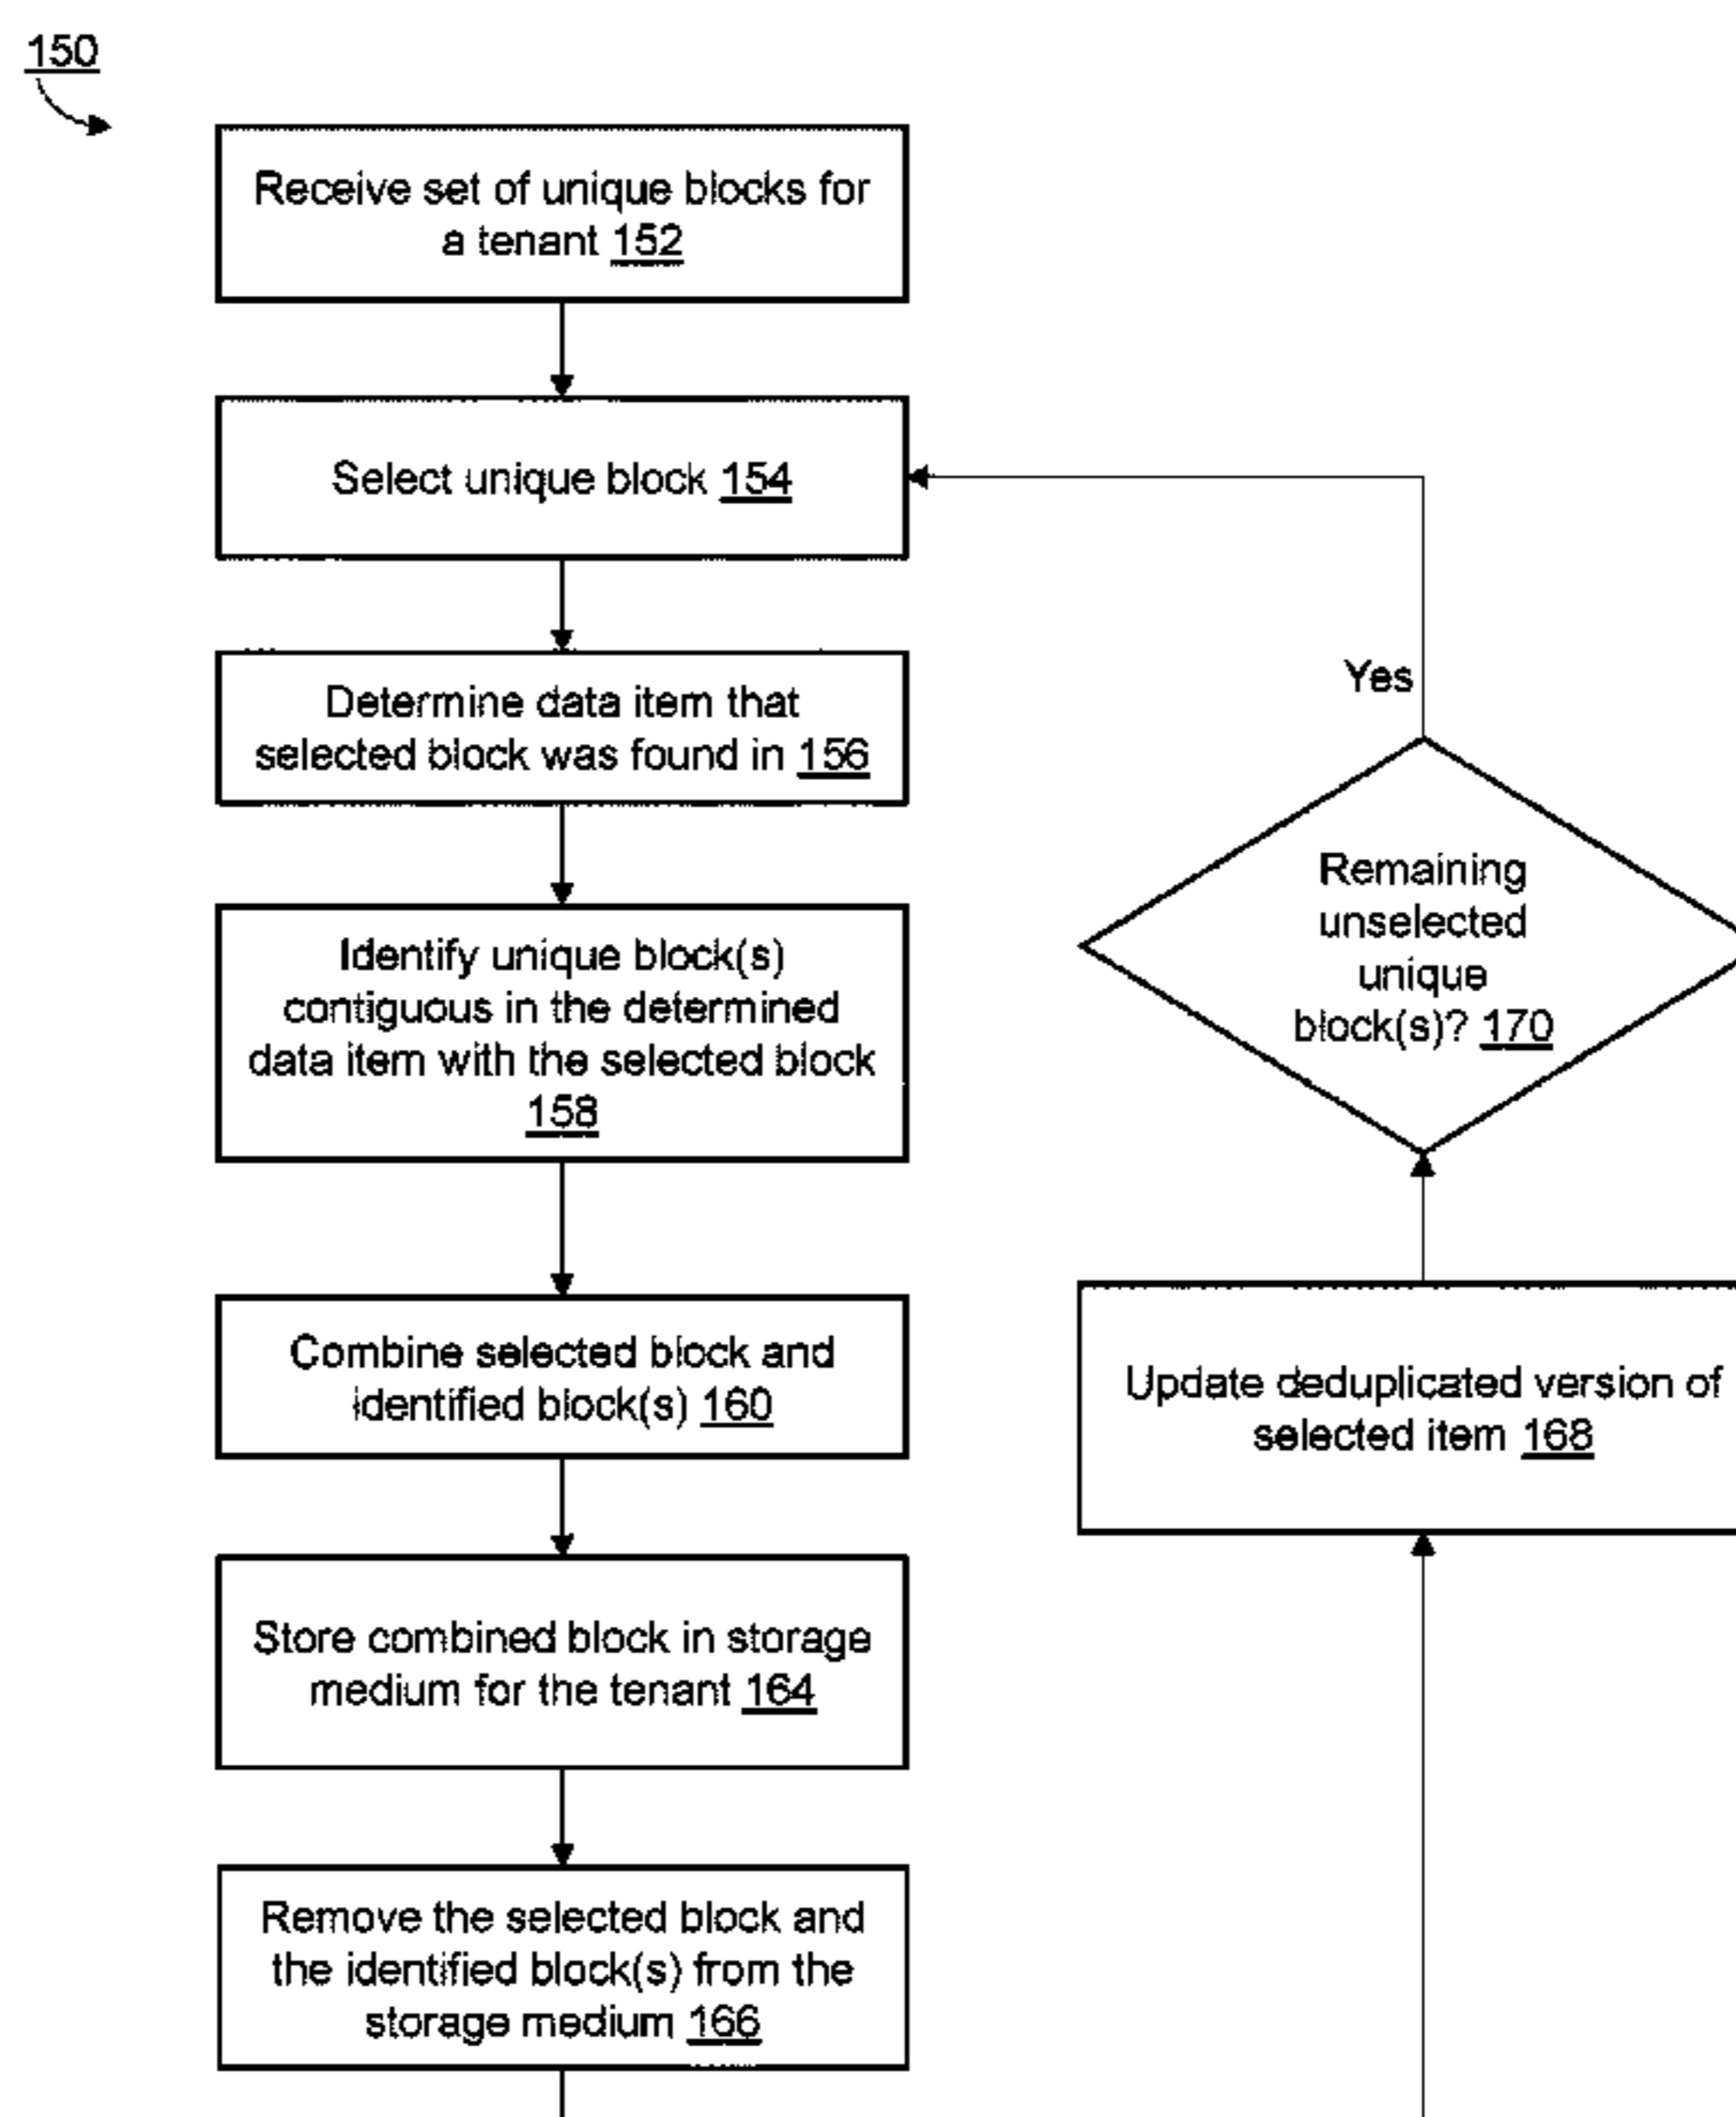 150
Receive set of unique blocks for
a tenant 152
Select unique block 154
Determine data item that
selected block was found in 156
Identify unique block(s)
contiguous in the determined
data item with the selected block
158
Combine selected block and
identified block(s) 160
Store combined block in storage
medium for the tenant 164
Remove the selected block and
the identified block(s) from the
storage medium 166
Yes
Remaining
unselected
unique
block(s)? 170
Update deduplicated version of
selected item 168